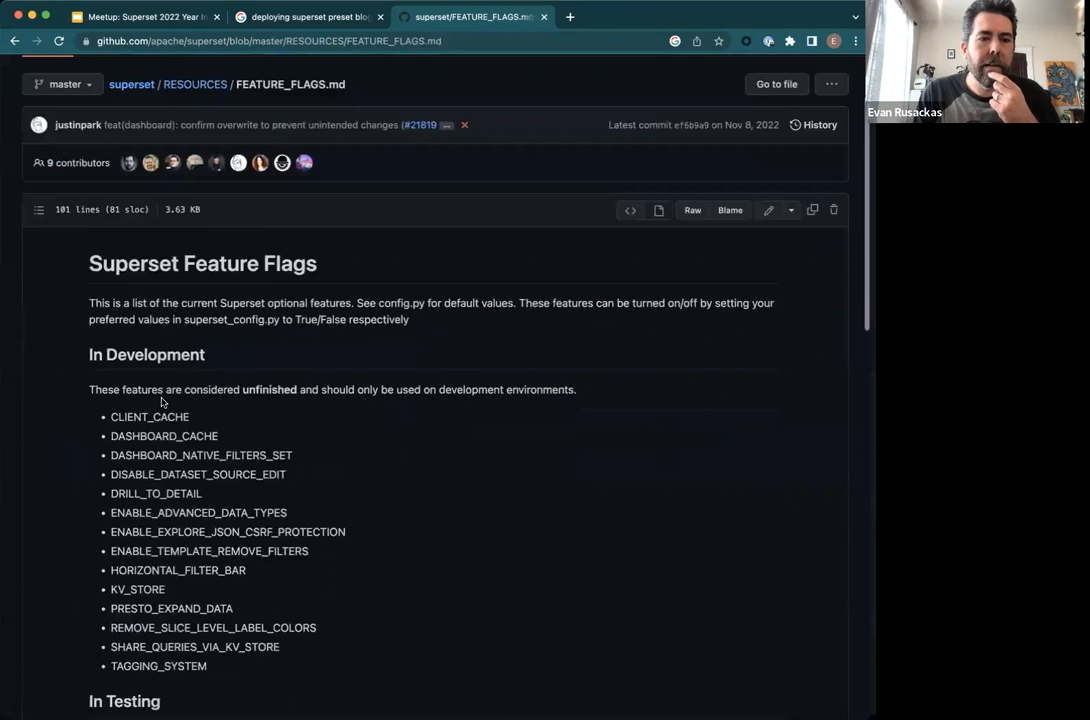 Meetup: Superset 2022 Year In
deploying superset preset blog
superset/FEATURE_FLAGS.md
github.com/apache/superset/blob/master/RESOURCES/FEATURE_FLAGS.md
E
Evan Rusackas
master
superset / RESOURCES / FEATURE_FLAGS.md
Go to file
justinpark feat(dashboard): confirm overwrite to prevent unintended changes (#21819
Latest commit ef6b9a9 on Nov 8, 2022
History
9 contributors
101 lines (81 sloc) 3.63 KB
Raw
Blame
Superset Feature Flags
This is a list of the current Superset optional features. See config.py for default values. These features can be turned on/off by setting your
preferred values in superset_config.py to True/False respectively
In Development
These features are considered unfinished and should only be used on development environments.
• CLIENT_CACHE
• DASHBOARD_CACHE
• DASHBOARD_NATIVE_FILTERS_SET
• DISABLE_DATASET_SOURCE_EDIT
• DRILL_TO_DETAIL
• ENABLE_ADVANCED_DATA_TYPES
• ENABLE_EXPLORE_JSON_CSRF_PROTECTION
• ENABLE_TEMPLATE_REMOVE_FILTERS
• HORIZONTAL_FILTER_BAR
• KV_STORE
• PRESTO_EXPAND_DATA
• REMOVE_SLICE_LEVEL_LABEL_COLORS
• SHARE_QUERIES_VIA_KV_STORE
• TAGGING_SYSTEM
In Testing